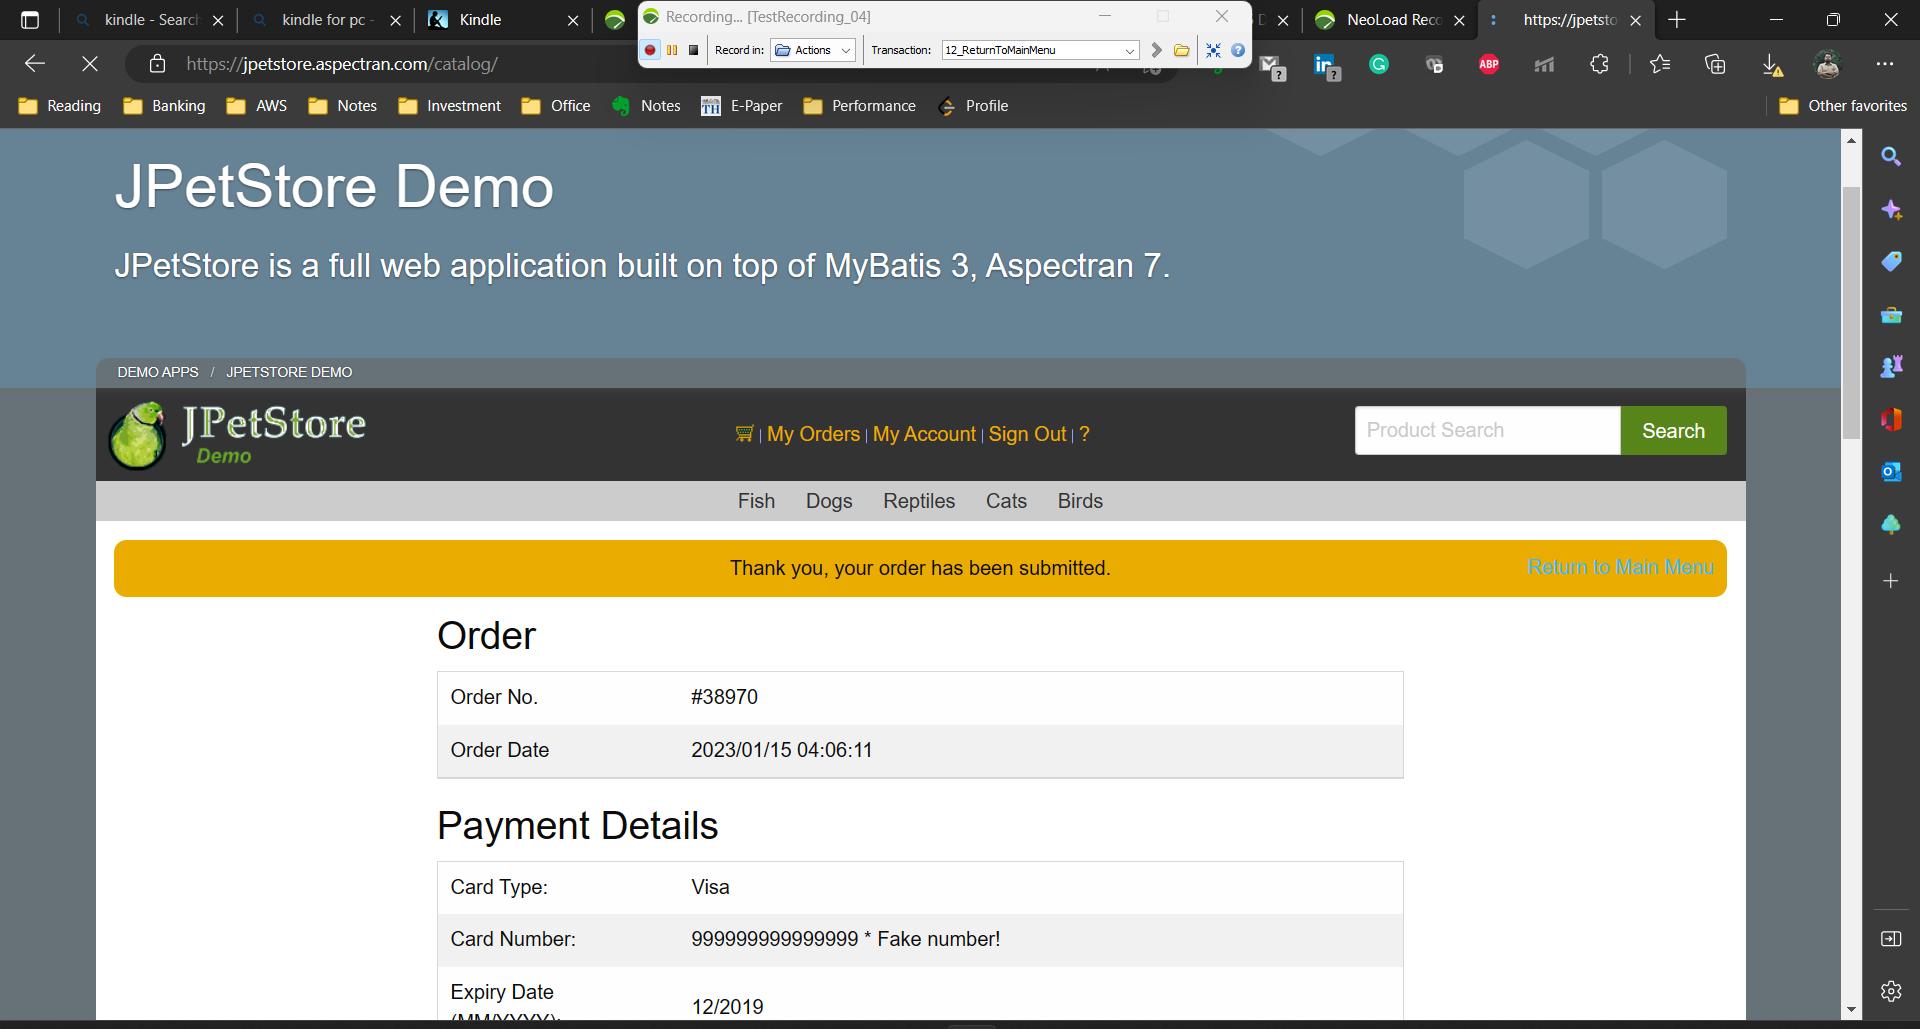 kindle - Search
kindle for pc -
Kindle
Recording... [TestRecording_04]
NeoLoad Reco
https://jpetsto
Record in:
Actions
Transaction:
12_ReturnToMainMenu
https://jpetstore.aspectran.com/catalog/
ABP
Reading
Banking
AWS
Notes
Investment
Office
Notes
TH
E-Paper
Performance
Profile
Other favorites
JPetStore Demo
JPetStore is a full web application built on top of MyBatis 3, Aspectran 7.
DEMO APPS / JPETSTORE DEMO
JPetStore
Demo
| My Orders | My Account | Sign Out | ?
Product Search
Search
Fish Dogs Reptiles Cats Birds
Thank you, your order has been submitted.
Return to Main Menu
Order
Order No. #38970
Order Date 2023/01/15 04:06:11
Payment Details
Card Type: Visa
Card Number: 999999999999999 * Fake number!
Expiry Date
(MM/YYYY): 12/2019